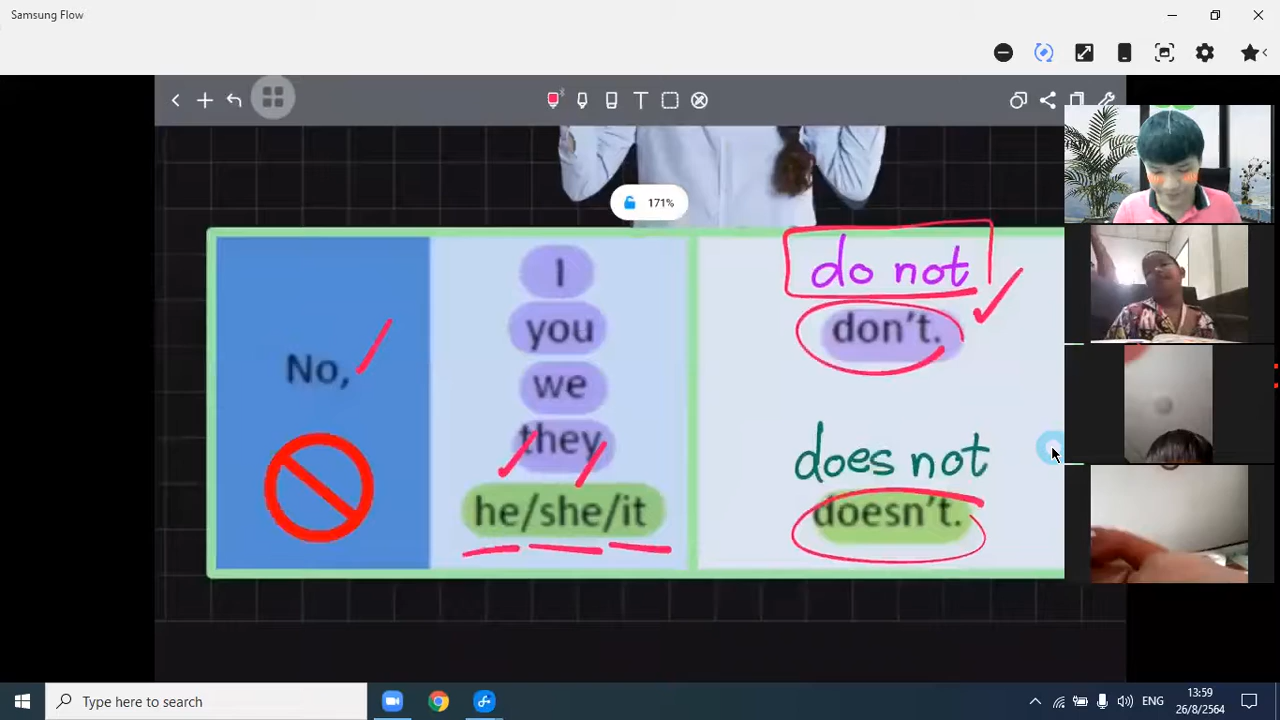 Samsung Flow
171%
I
do not
you
don't.
No,
we
they
does not
he/she/it
doesn't.
Type here to search
ENG
13:59
26/8/2564